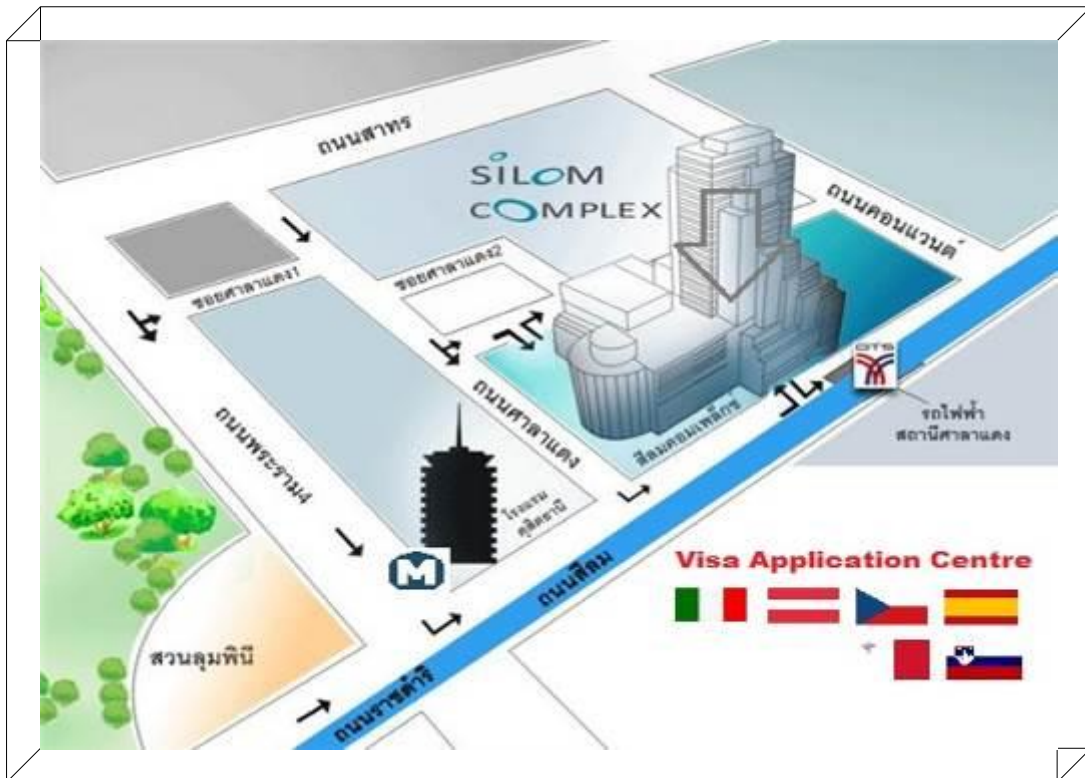 ถนนสาทร
SILOM
COMPLEX
ถนนคอนแวนต์
ซอยศาลาแดง2
ซอยศาลาแดง1
BTS
รถไฟฟ้า
สถานีศาลาแดง
ถนนศาลาแดง
สีลมคอมเพล็กซ์
ถนนพระราม4
โรงแรม
ดุสิตธานี
M
ถนนสีลม
Visa Application Centre
สวนลุมพินี
ถนนราชดำริ